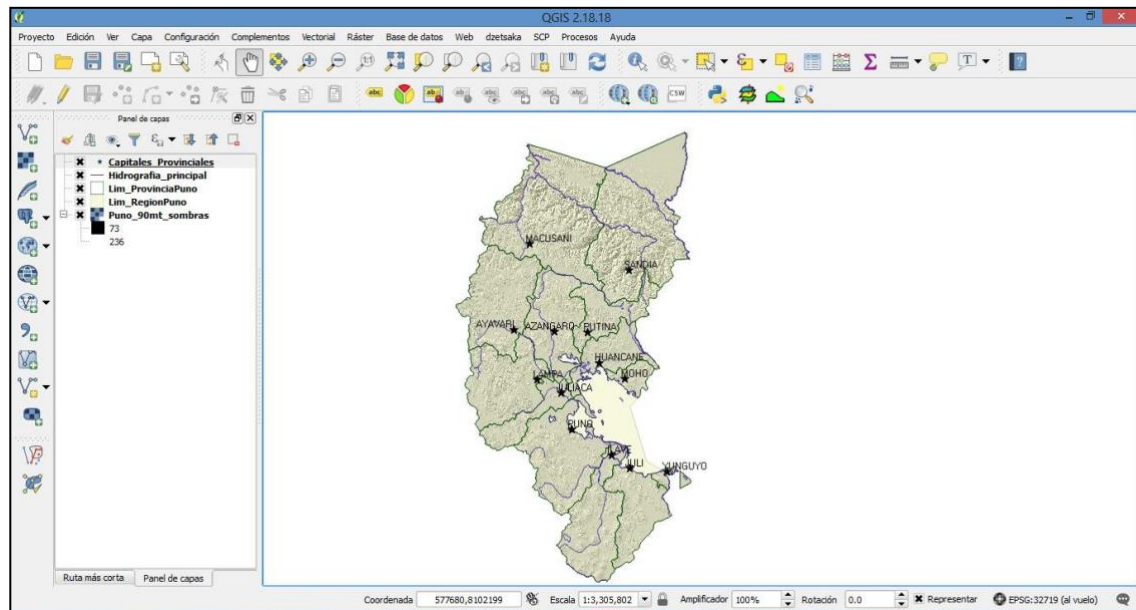 QGIS 2.18.18
Proyecto Edición Ver Capa Configuración Complementos Vectorial Ráster Base de datos Web dzetsaka SCP Procesos Ayuda
Panel de capas
Capitales_Provinciales
Hidrografia_principal
Lim_ProvinciaPuno
Lim_RegionPuno
Puno_90mt_sombras
73
236
MACUSANI
SANDIA
AYAVARI AZANGARO PUTINA
HUANCANE
LAMPA MOHO
JULIACA
PUNO
ILAVE
JULI YUNGUYO
Ruta más corta Panel de capas
Coordenada 577680,8102199 Escala 1:3,305,802 Amplificador 100% Rotación 0.0 Representar EPSG:32719 (al vuelo)